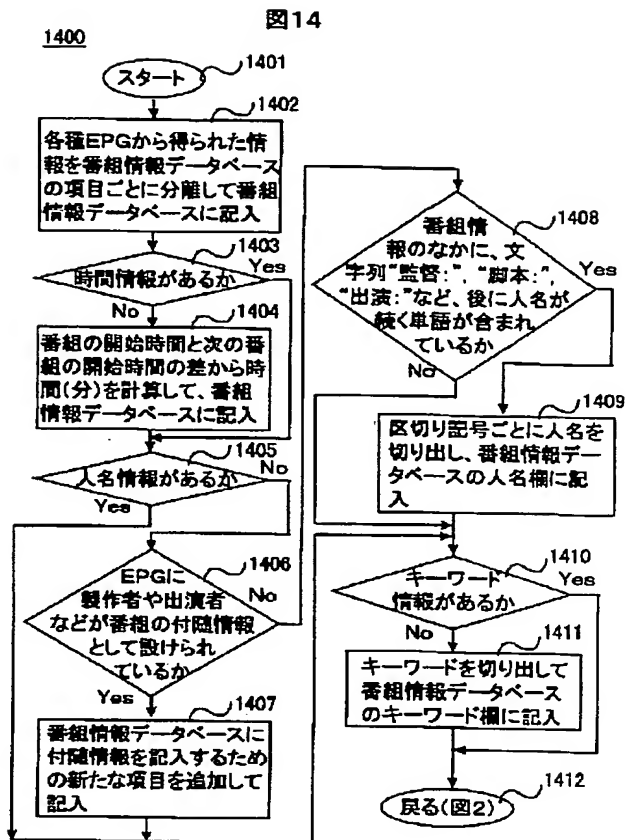 図14
1400
スタート
1401
1402
各種EPGから得られた情
報を番組情報データベース
の項目ごとに分離して番組
情報データベースに記入
1403
時間情報があるか
Yes
No
1404
番組の開始時間と次の番
組の開始時間の差から時
間(分)を計算して、番組
情報データベースに記入
1405
人名情報があるか
No
Yes
1406
EPGに
製作者や出演者
などが番組の付随情報
として設けられ
ているか
No
Yes
1407
番組情報データベースに
付随情報を記入するため
の新たな項目を追加して
記入
1408
番組情
報のなかに、文
字列"監督:", "脚本:",
"出演:"など、後に人名が
続く単語が含まれ
ているか
Yes
No
1409
区切り記号ごとに人名を
切り出し、番組情報デー
タベースの人名欄に記
入
1410
キーワード
情報があるか
Yes
No
1411
キーワードを切り出して
番組情報データベース
のキーワード欄に記入
1412
戻る(図2)